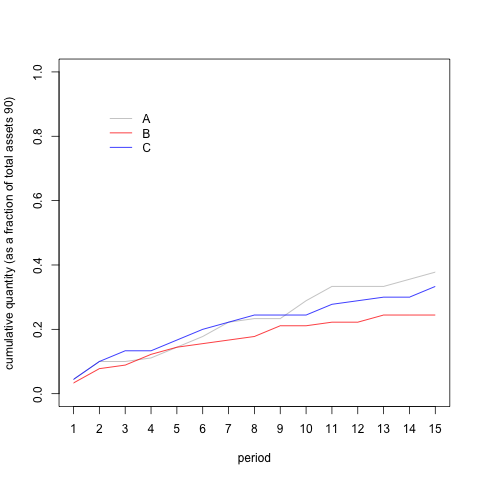 cumulative quantity (as a fraction of total assets 90)
1.0
0.8
0.6
0.4
0.2
0.0
A
B
C
1 2 3 4 5 6 7 8 9 10 11 12 13 14 15
period